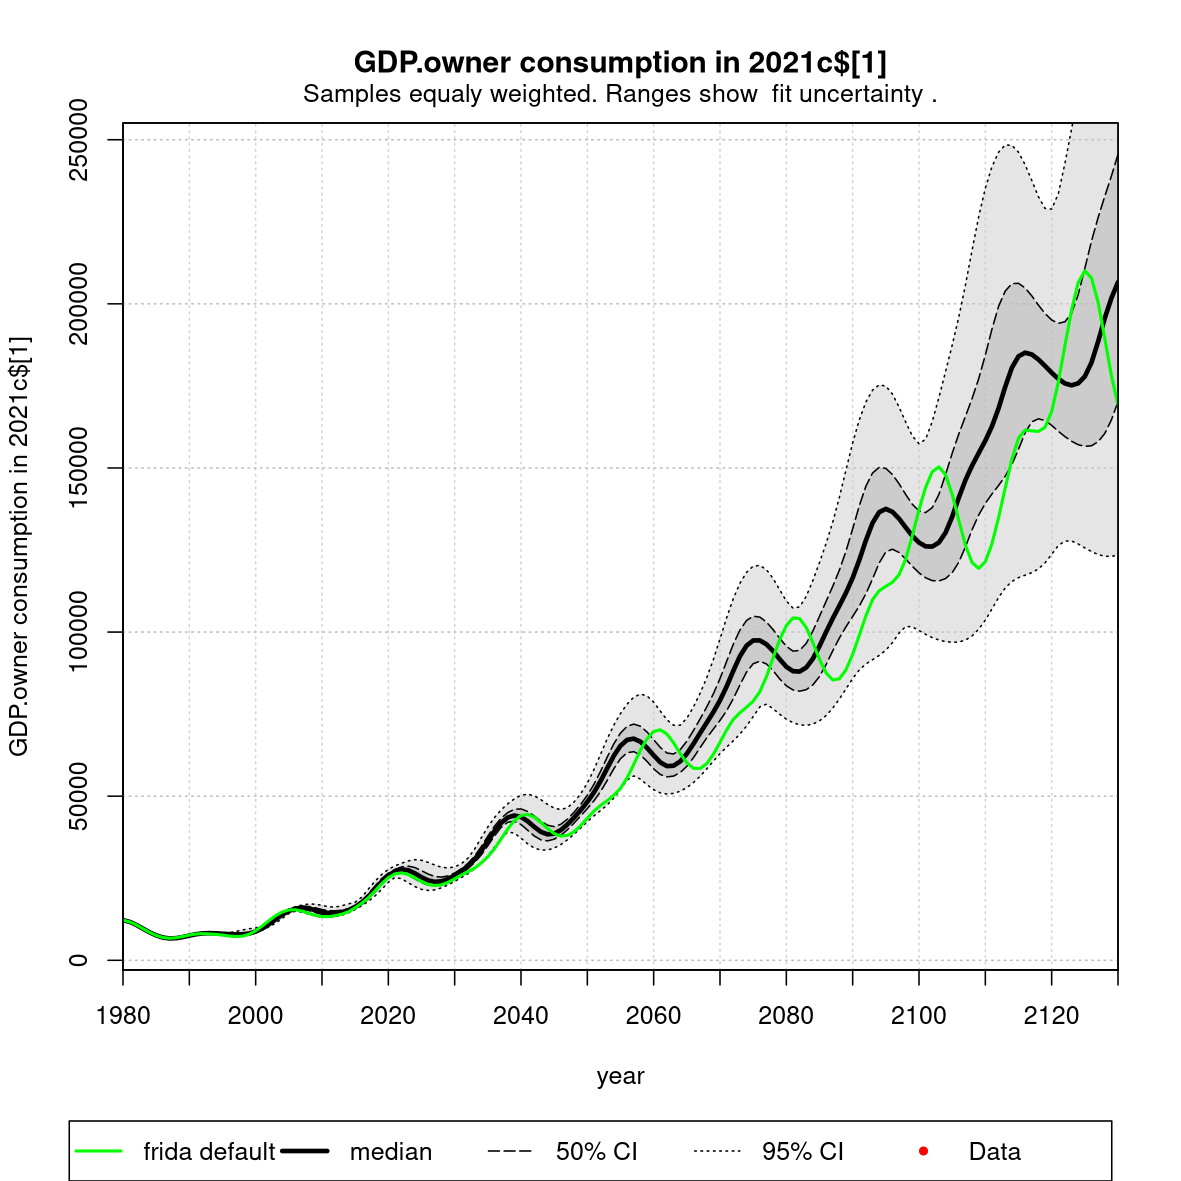 GDP.owner consumption in 2021c$[1]
Samples equaly weighted. Ranges show  fit uncertainty .
GDP.owner consumption in 2021c$[1]
250000
200000
150000
100000
50000
0
1980 2000 2020 2040 2060 2080 2100 2120
year
frida default median 50% CI 95% CI Data